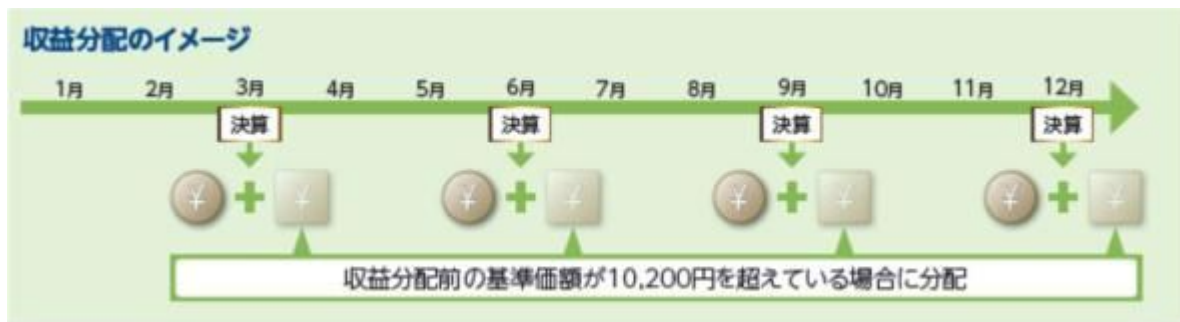 収益分配のイメージ
1月 2月 3月 4月 5月 6月 7月 8月 9月 10月 11月 12月
決算 決算 決算 決算
¥ ¥ ¥ ¥ ¥ ¥ ¥ ¥
収益分配前の基準価額が10,200円を超えている場合に分配